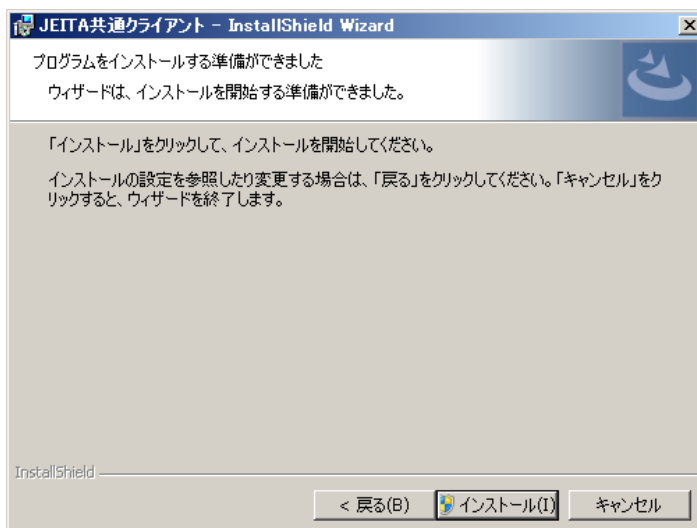 JEITA共通クライアント - InstallShield Wizard
プログラムをインストールする準備ができました
ウィザードは、インストールを開始する準備ができました。
「インストール」をクリックして、インストールを開始してください。
インストールの設定を参照したり変更する場合は、「戻る」をクリックしてください。「キャンセル」をク
リックすると、ウィザードを終了します。
InstallShield
< 戻る(B) インストール(I) キャンセル